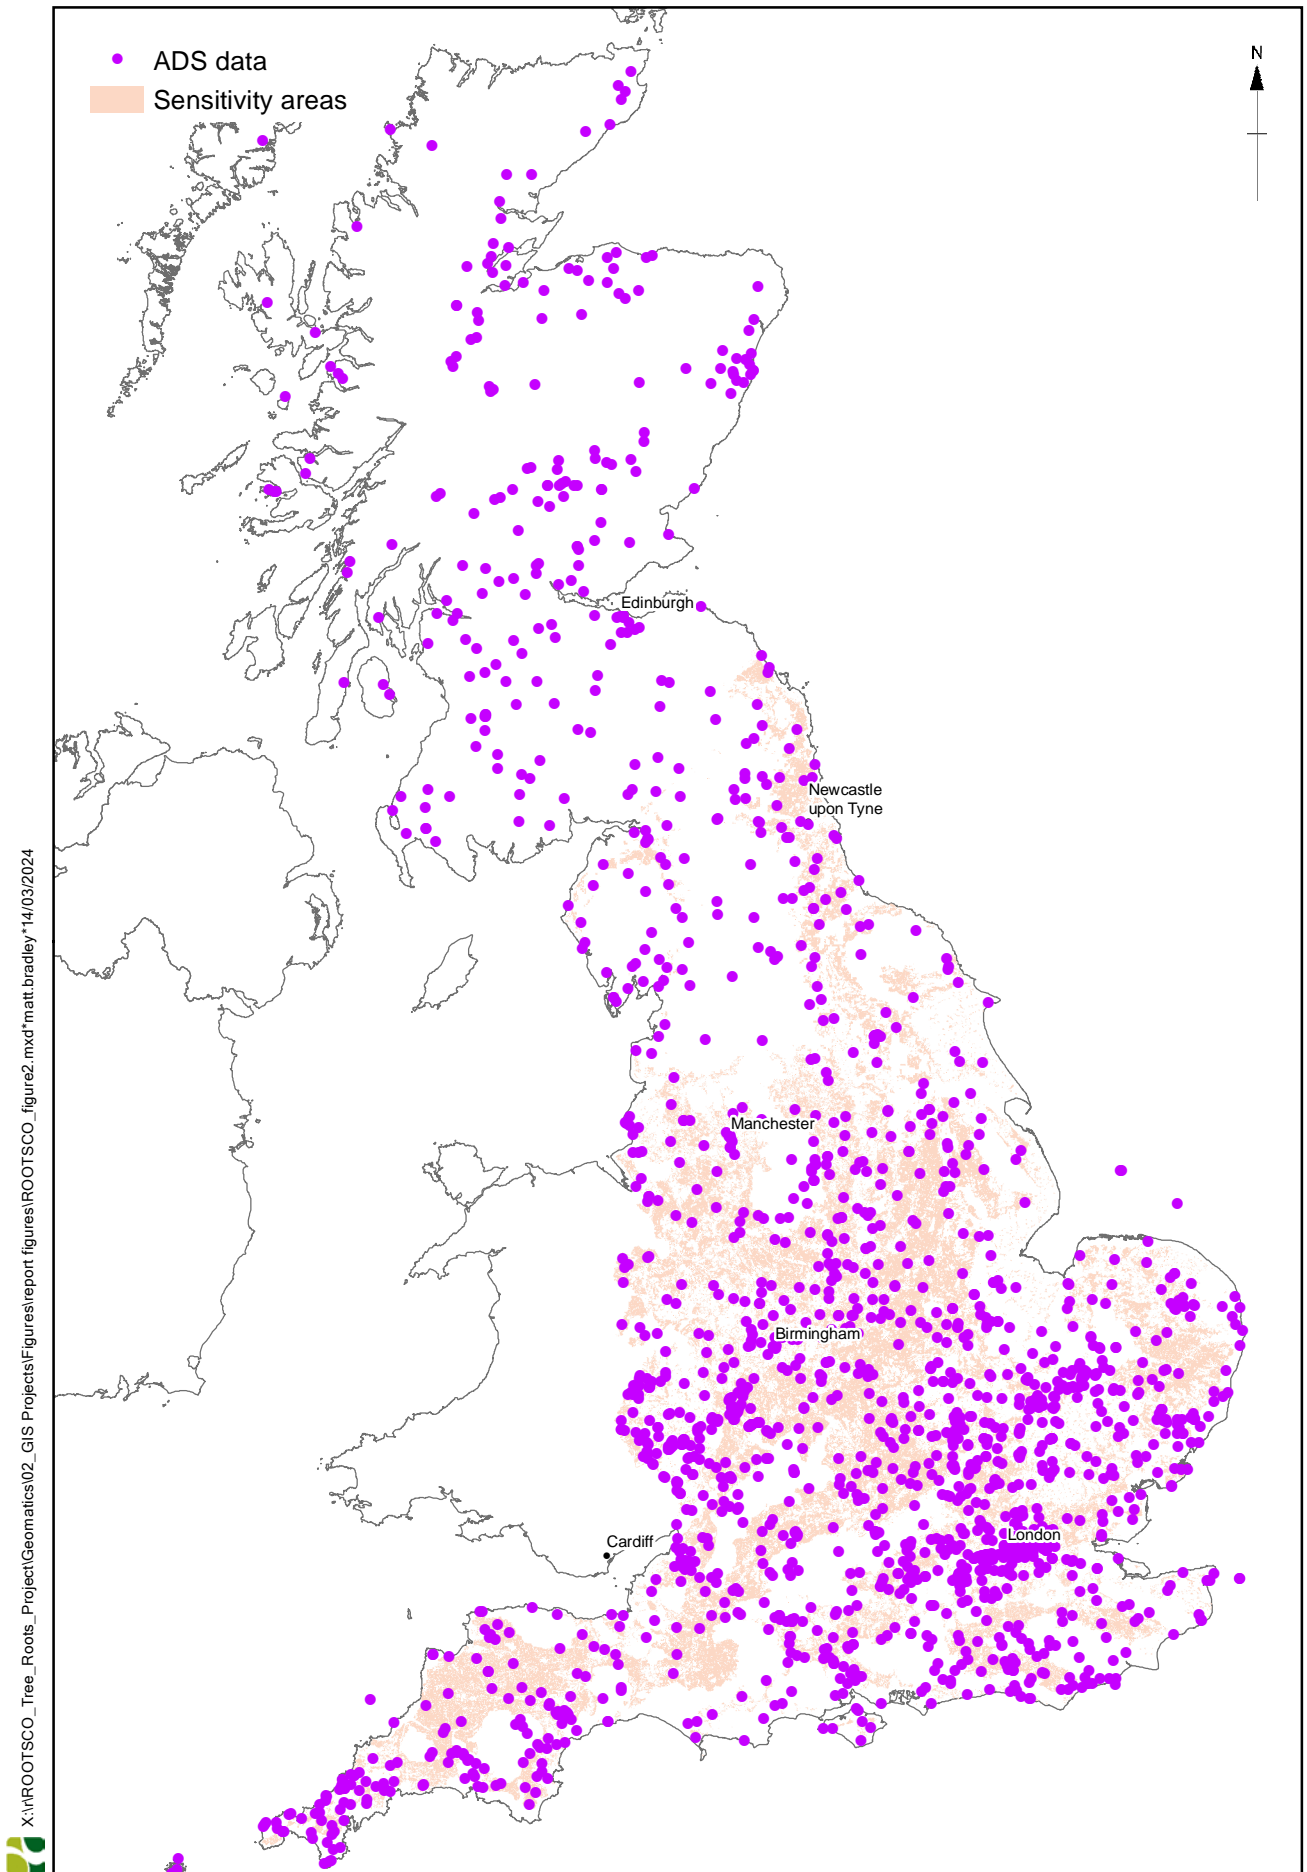 ADS data
Sensitivity areas
N
Edinburgh
Newcastle
upon Tyne
Manchester
Birmingham
London
Cardiff
X:\r\ROOTSCO_Tree_Roots_Project\Geomatics\02_GIS Projects\Figures\report figures\ROOTSCO_figure2.mxd*matt.bradley*14/03/2024